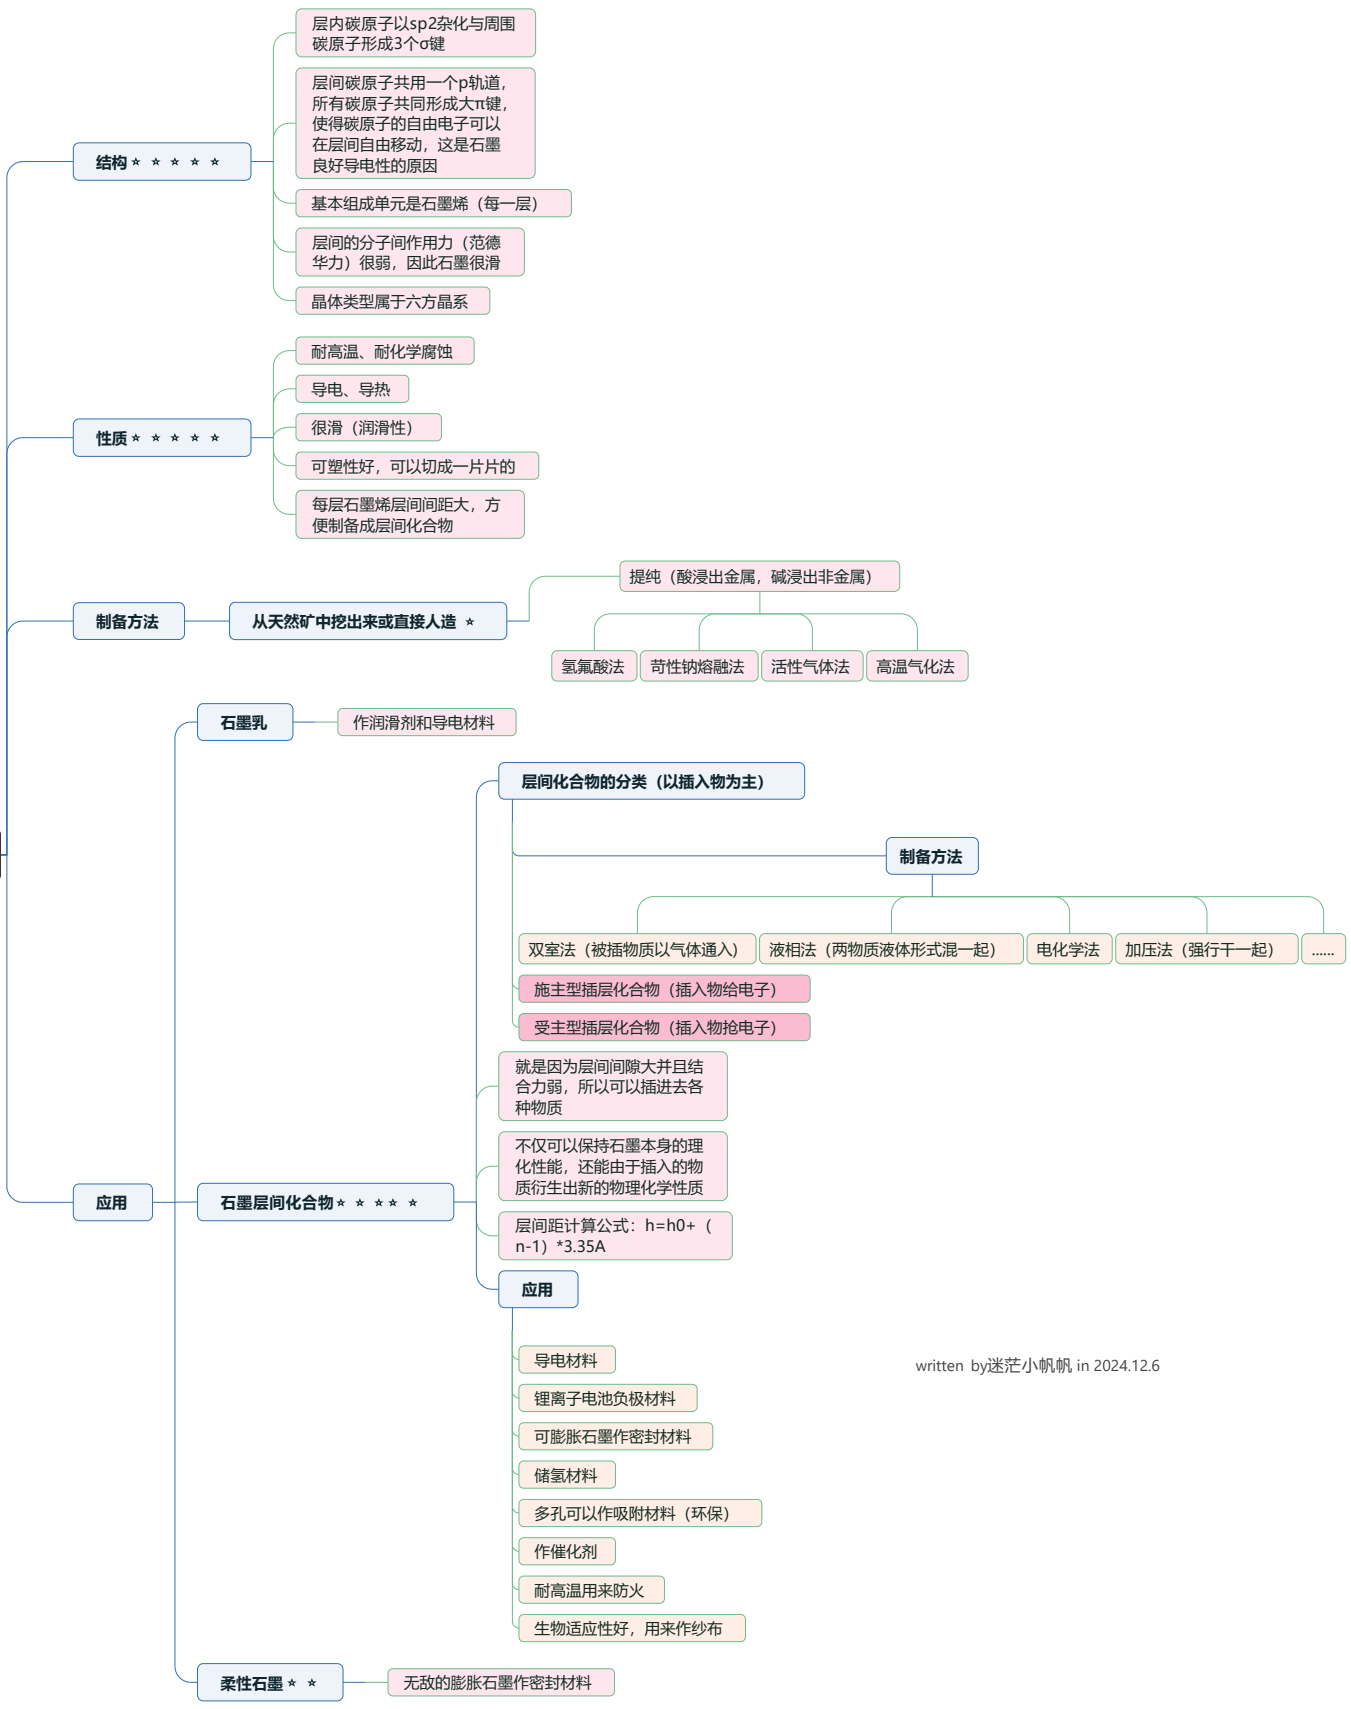 层内碳原子以sp2杂化与周围
碳原子形成3个σ键
层间碳原子共用一个p轨道，
所有碳原子共同形成大π键，
使得碳原子的自由电子可以
在层间自由移动，这是石墨
良好导电性的原因
结构☆ ☆ ☆ ☆ ☆
基本组成单元是石墨烯（每一层）
层间的分子间作用力（范德
华力）很弱，因此石墨很滑
晶体类型属于六方晶系
耐高温、耐化学腐蚀
导电、导热
性质☆ ☆ ☆ ☆ ☆
很滑（润滑性）
可塑性好，可以切成一片片的
每层石墨烯层间间距大，方
便制备成层间化合物
制备方法
从天然矿中挖出来或直接人造 ☆
提纯（酸浸出金属，碱浸出非金属）
氢氟酸法
苛性钠熔融法
活性气体法
高温气化法
石墨乳
作润滑剂和导电材料
层间化合物的分类（以插入物为主）
制备方法
双室法（被插物质以气体通入）
液相法（两物质液体形式混一起）
电化学法
加压法（强行干一起）
......
施主型插层化合物（插入物给电子）
受主型插层化合物（插入物抢电子）
就是因为层间间隙大并且结
合力弱，所以可以插进去各
种物质
不仅可以保持石墨本身的理
化性能，还能由于插入的物
质衍生出新的物理化学性质
应用
石墨层间化合物☆ ☆ ☆☆ ☆
层间距计算公式：h=h0+（
n-1）*3.35A
应用
导电材料
锂离子电池负极材料
可膨胀石墨作密封材料
储氢材料
多孔可以作吸附材料（环保）
作催化剂
耐高温用来防火
生物适应性好，用来作纱布
written by迷茫小帆帆 in 2024.12.6
柔性石墨☆ ☆
无敌的膨胀石墨作密封材料